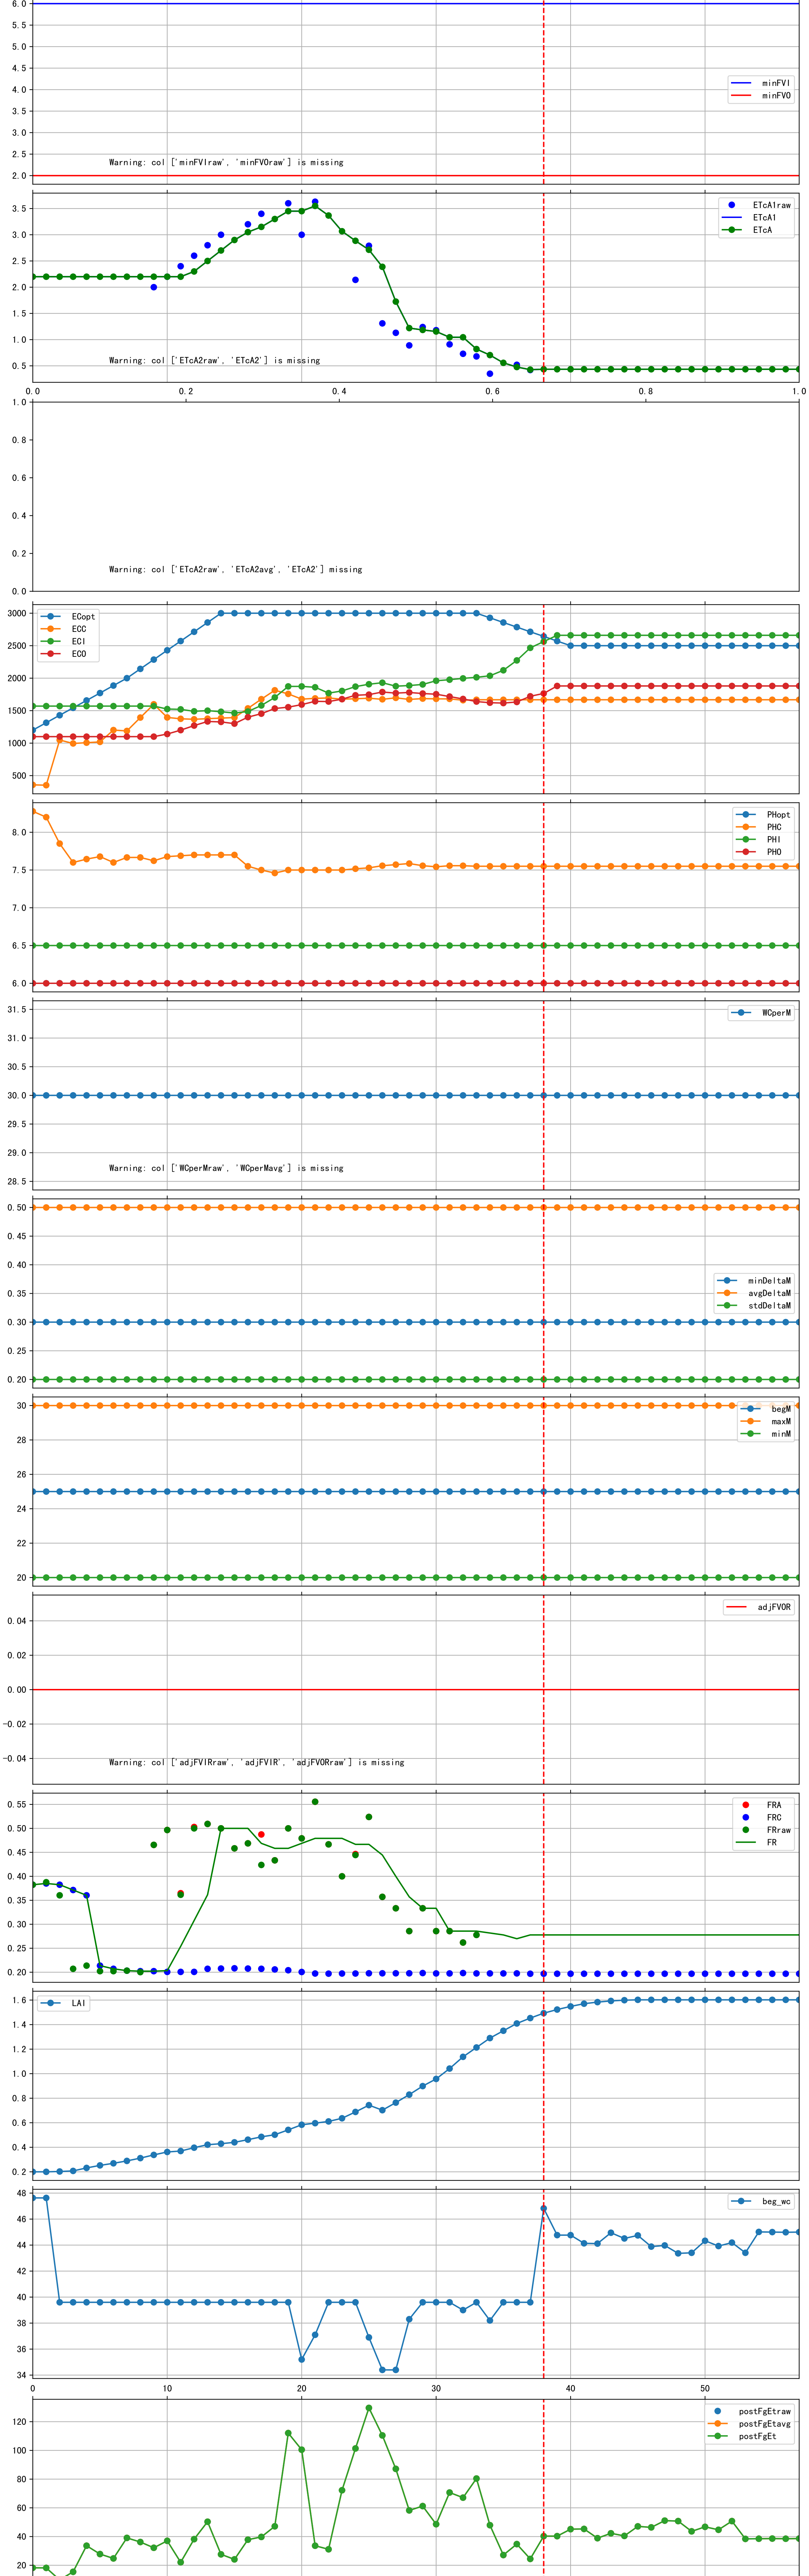 6.0
5.5
5.0
4.5
4.0
3.5
3.0
2.5
2.0
minFVI
minFVO
Warning: col ['minFVIraw', 'minFVOraw'] is missing
3.5
3.0
2.5
2.0
1.5
1.0
0.5
ETcA1raw
ETcA1
ETcA
Warning: col ['ETcA2raw', 'ETcA2'] is missing
0.0 0.2 0.4 0.6 0.8 1.0
1.0
0.8
0.6
0.4
0.2
0.0
Warning: col ['ETcA2raw', 'ETcA2avg', 'ETcA2'] missing
3000
2500
2000
1500
1000
500
ECopt
ECC
ECI
ECO
8.0
7.5
7.0
6.5
6.0
PHopt
PHC
PHI
PHO
31.5
31.0
30.5
30.0
29.5
29.0
28.5
WCperM
Warning: col ['WCperMraw', 'WCperMavg'] is missing
0.50
0.45
0.40
0.35
0.30
0.25
0.20
minDeltaM
avgDeltaM
stdDeltaM
30
28
26
24
22
20
begM
maxM
minM
0.04
0.02
0.00
−0.02
−0.04
adjFVOR
Warning: col ['adjFVIRraw', 'adjFVIR', 'adjFVORraw'] is missing
0.55
0.50
0.45
0.40
0.35
0.30
0.25
0.20
FRA
FRC
FRraw
FR
1.6
1.4
1.2
1.0
0.8
0.6
0.4
0.2
LAI
48
46
44
42
40
38
36
34
beg_wc
0 10 20 30 40 50
120
100
80
60
40
20
postFgEtraw
postFgEtavg
postFgEt